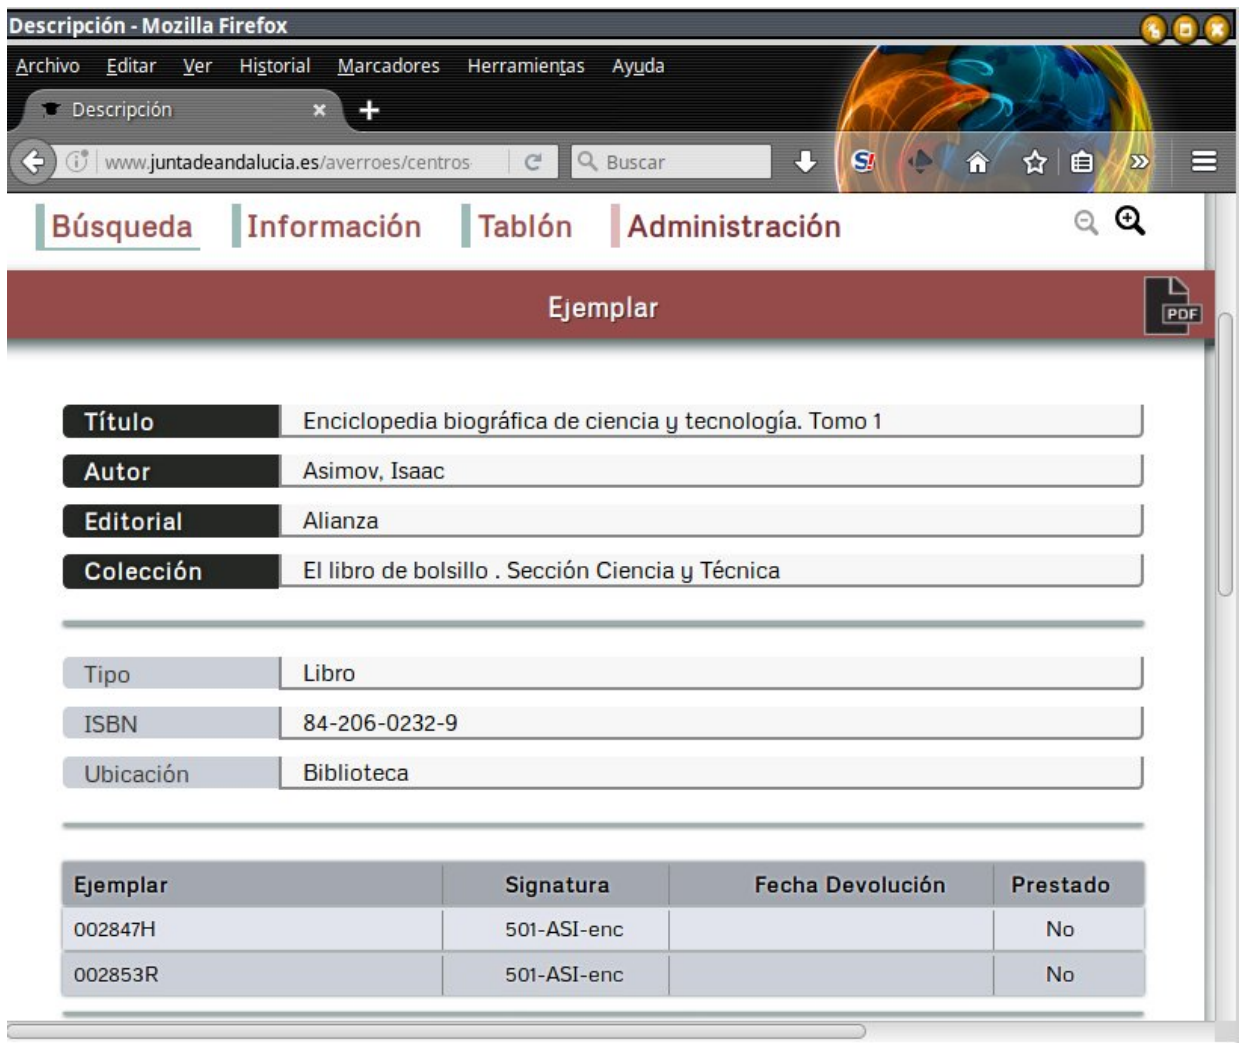 Descripción - Mozilla Firefox
Archivo Editar Ver Historial Marcadores Herramientas Ayuda
Descripción
www.juntadeandalucia.es/averroes/centros Buscar
S!
Búsqueda Información Tablón Administración
Ejemplar
PDF
Título Enciclopedia biográfica de ciencia y tecnología. Tomo 1
Autor Asimov, Isaac
Editorial Alianza
Colección El libro de bolsillo . Sección Ciencia y Técnica
Tipo Libro
ISBN 84-206-0232-9
Ubicación Biblioteca
Ejemplar Signatura Fecha Devolución Prestado
002847H 501-ASI-enc No
002853R 501-ASI-enc No